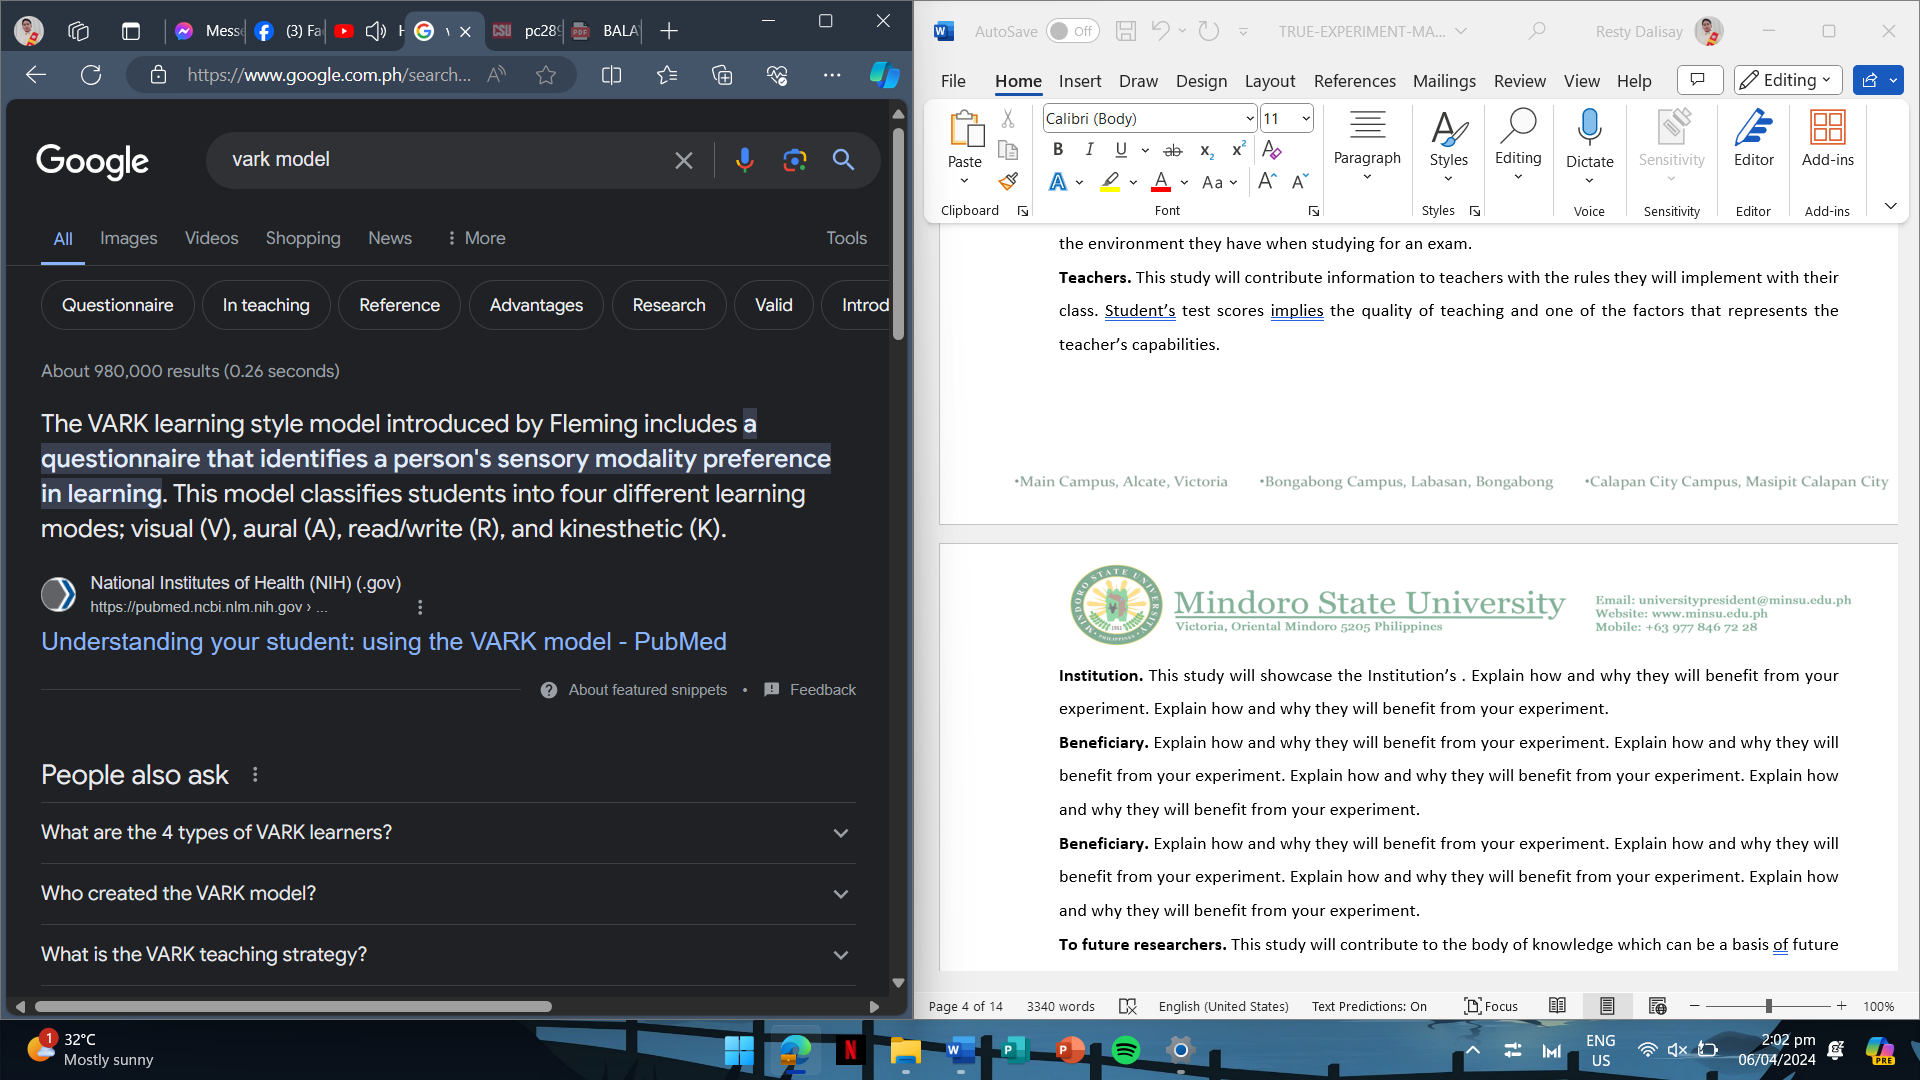 Mess
(3) Fa
pc289
BALA
https://www.google.com.ph/search...
Google
vark model
All
Images
Videos
Shopping
News
More
Tools
Questionnaire
In teaching
Reference
Advantages
Research
Valid
Introd
About 980,000 results (0.26 seconds)
The VARK learning style model introduced by Fleming includes a
questionnaire that identifies a person's sensory modality preference
in learning. This model classifies students into four different learning
modes; visual (V), aural (A), read/write (R), and kinesthetic (K).
National Institutes of Health (NIH) (.gov)
https://pubmed.ncbi.nlm.nih.gov › ...
Understanding your student: using the VARK model - PubMed
About featured snippets
•
Feedback
People also ask
What are the 4 types of VARK learners?
Who created the VARK model?
What is the VARK teaching strategy?
AutoSave
Off
TRUE-EXPERIMENT-MA...
Resty Dalisay
File
Home
Insert
Draw
Design
Layout
References
Mailings
Review
View
Help
Editing
Paste
Clipboard
Calibri (Body)
11
Font
Paragraph
Styles
Styles
Editing
Dictate
Voice
Sensitivity
Sensitivity
Editor
Editor
Add-ins
Add-ins
the environment they have when studying for an exam.
Teachers. This study will contribute information to teachers with the rules they will implement with their
class. Student’s test scores implies the quality of teaching and one of the factors that represents the
teacher’s capabilities.
•Main Campus, Alcate, Victoria
•Bongabong Campus, Labasan, Bongabong
•Calapan City Campus, Masipit Calapan City
Mindoro State University
Victoria, Oriental Mindoro 5205 Philippines
Email: universitypresident@minsu.edu.ph
Website: www.minsu.edu.ph
Mobile: +63 977 846 72 28
Institution. This study will showcase the Institution’s . Explain how and why they will benefit from your
experiment. Explain how and why they will benefit from your experiment.
Beneficiary. Explain how and why they will benefit from your experiment. Explain how and why they will
benefit from your experiment. Explain how and why they will benefit from your experiment. Explain how
and why they will benefit from your experiment.
Beneficiary. Explain how and why they will benefit from your experiment. Explain how and why they will
benefit from your experiment. Explain how and why they will benefit from your experiment. Explain how
and why they will benefit from your experiment.
To future researchers. This study will contribute to the body of knowledge which can be a basis of future
Page 4 of 14
3340 words
English (United States)
Text Predictions: On
Focus
100%
1
32°C
Mostly sunny
ENG
US
2:02 pm
06/04/2024
PRE